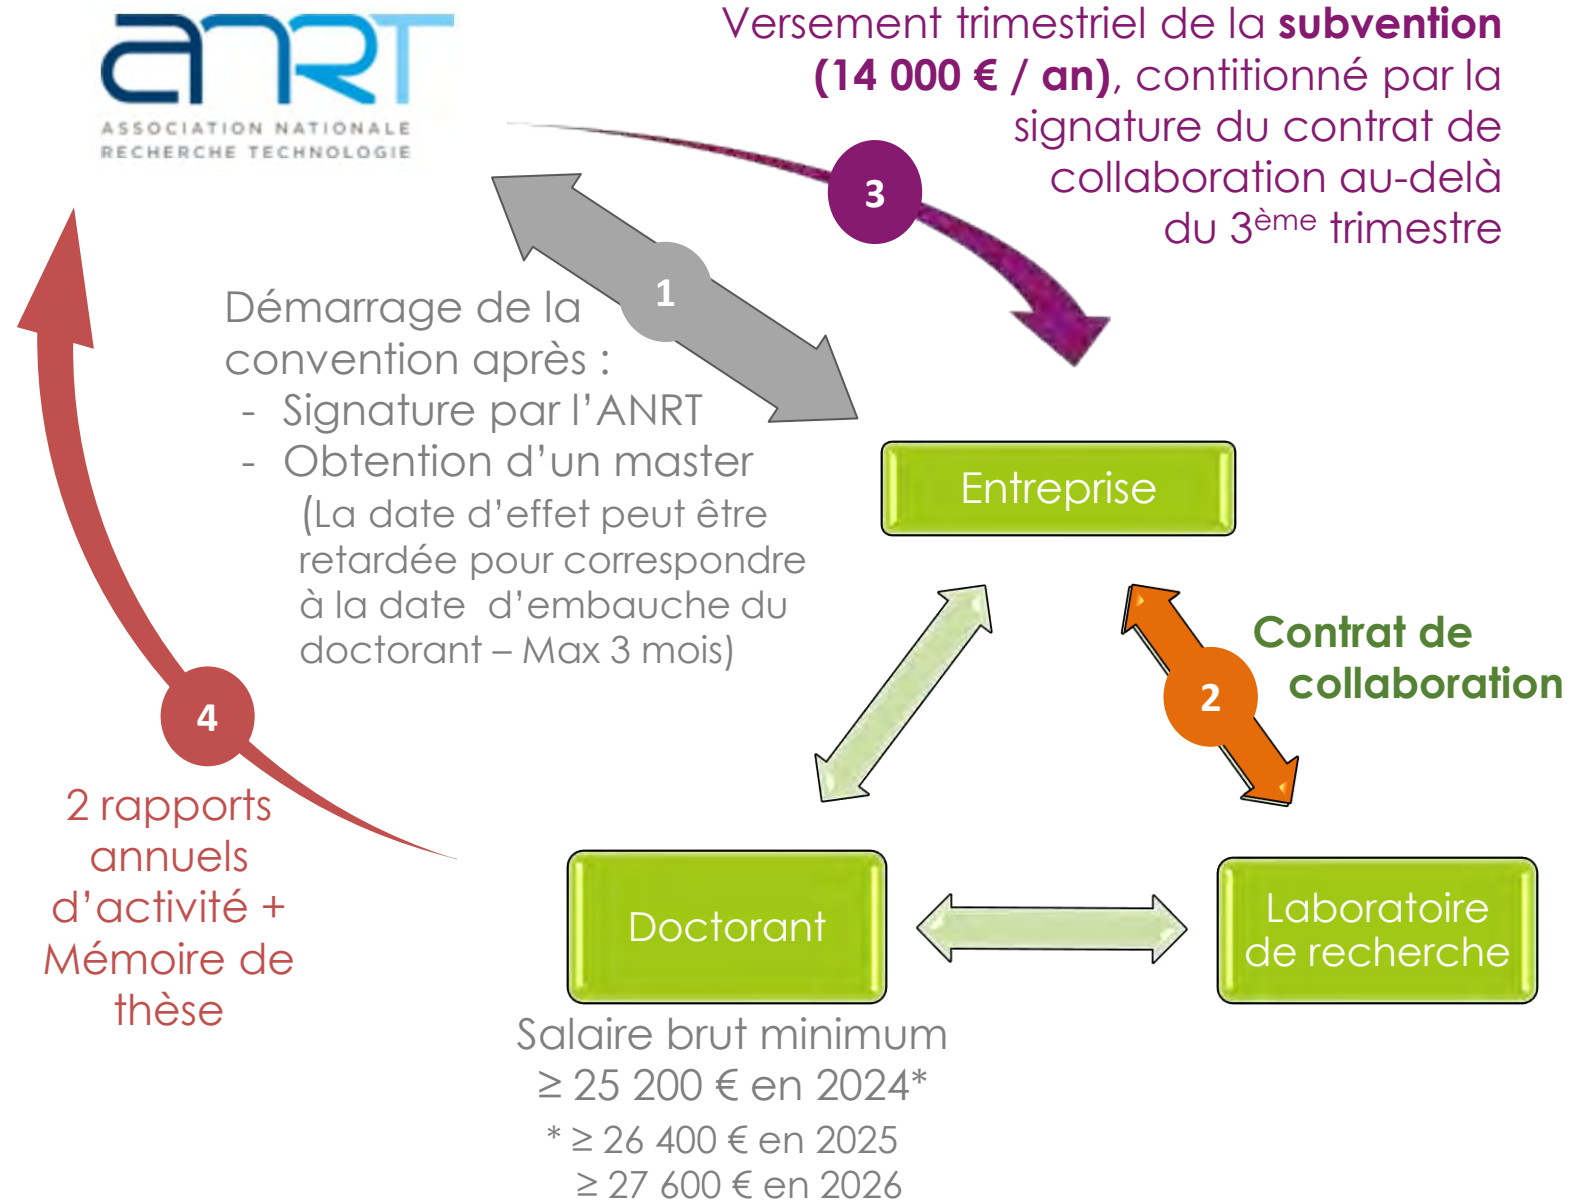 anrt
ASSOCIATION NATIONALE
RECHERCHE TECHNOLOGIE
Versement trimestriel de la subvention
(14 000 € / an), contitionné par la
signature du contrat de
collaboration au-delà
du 3ème trimestre
3
1
Démarrage de la
convention après :
- Signature par l’ANRT
- Obtention d’un master
(La date d’effet peut être
retardée pour correspondre
à la date d’embauche du
doctorant – Max 3 mois)
Entreprise
Contrat de
collaboration
2
4
2 rapports
annuels
d’activité +
Mémoire de
thèse
Doctorant
Laboratoire
de recherche
Salaire brut minimum
≥ 25 200 € en 2024*
* ≥ 26 400 € en 2025
≥ 27 600 € en 2026